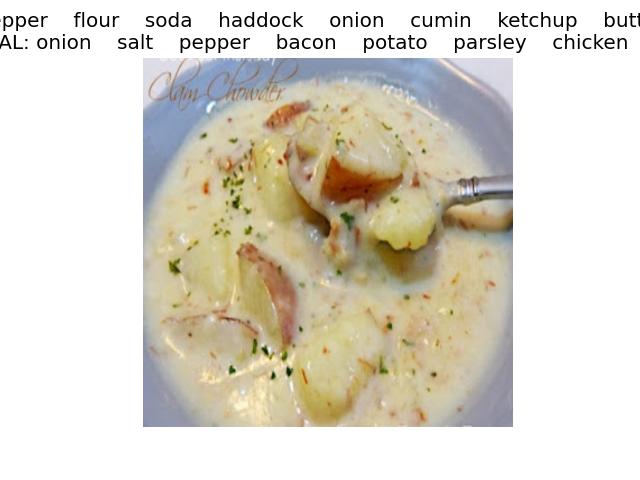 epper flour soda haddock onion cumin ketchup butt
AL: onion salt pepper bacon potato parsley chicken
Clam Chowder